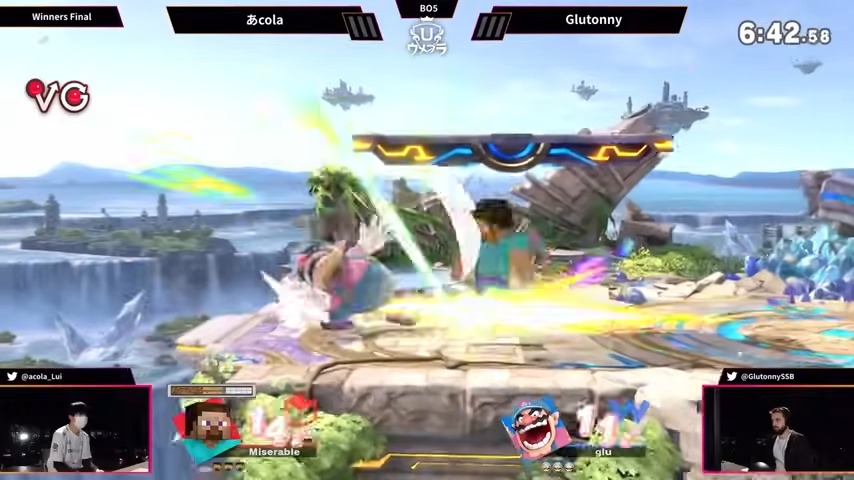 Winners Final
あcola
BO5
Glutonny
6:42.58
U
ウメブラ
VG
@acola_Lui
@GlutonnySSB
Miserable
glu